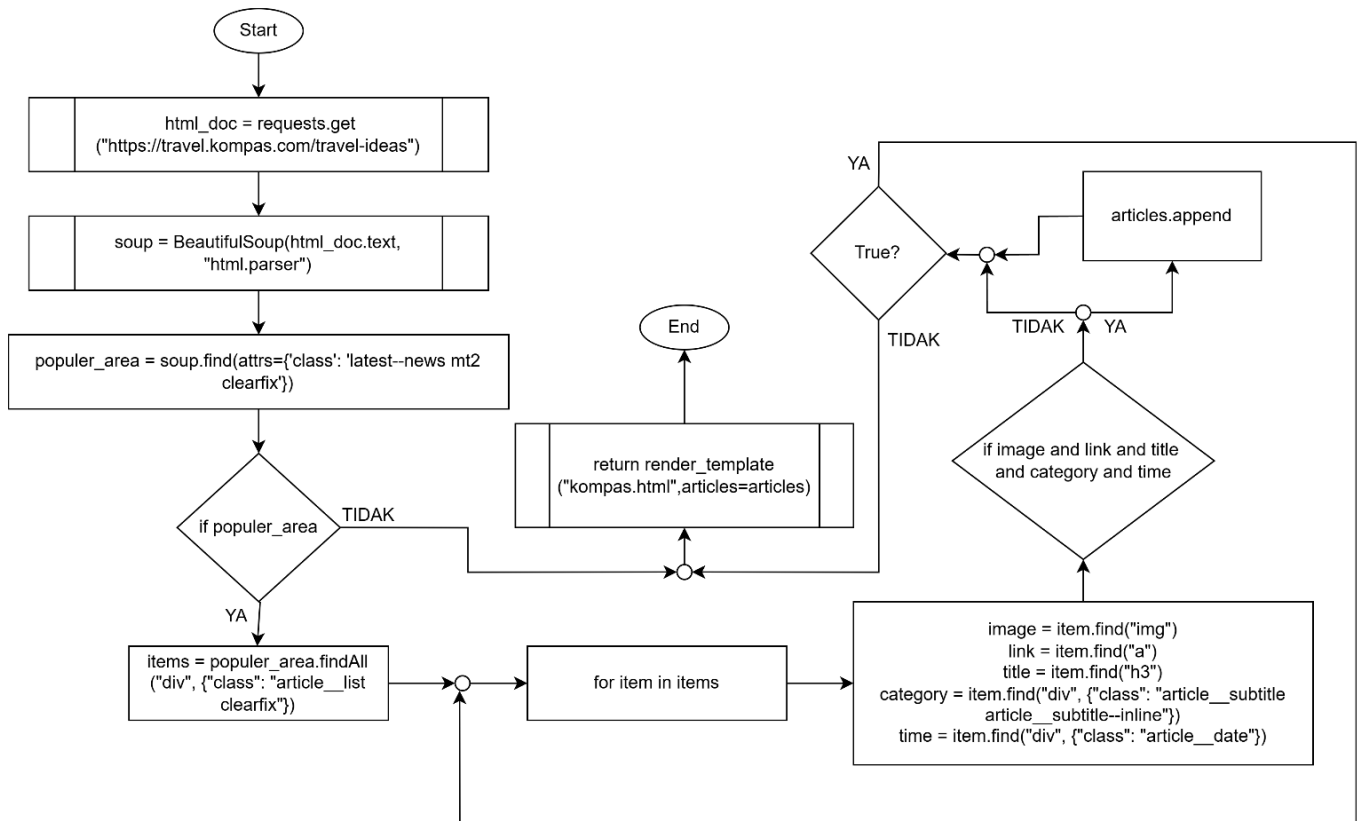 Start
html_doc = requests.get
("https://travel.kompas.com/travel-ideas")
soup = BeautifulSoup(html_doc.text,
"html.parser")
populer_area = soup.find(attrs={'class': 'latest--news mt2
clearfix'})
if populer_area
TIDAK
YA
items = populer_area.findAll
("div", {"class": "article__list
clearfix"})
for item in items
image = item.find("img")
link = item.find("a")
title = item.find("h3")
category = item.find("div", {"class": "article__subtitle
article__subtitle--inline"})
time = item.find("div", {"class": "article__date"})
if image and link and title
and category and time
TIDAK
YA
articles.append
True?
YA
TIDAK
return render_template
("kompas.html",articles=articles)
End